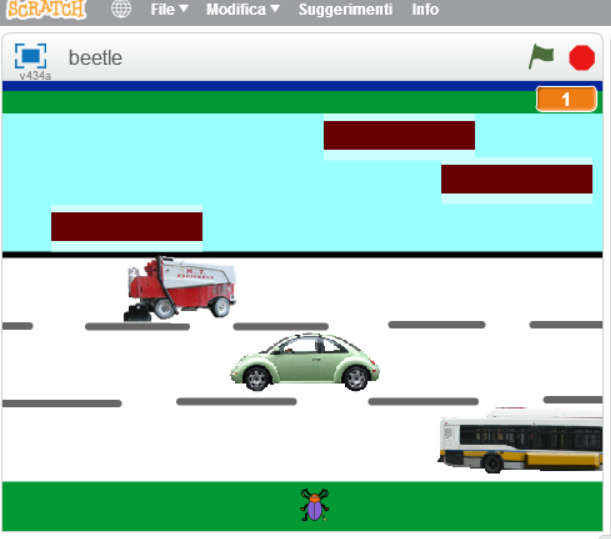 SCRATCH File Modifica Suggerimenti Info
beetle
v434a
1